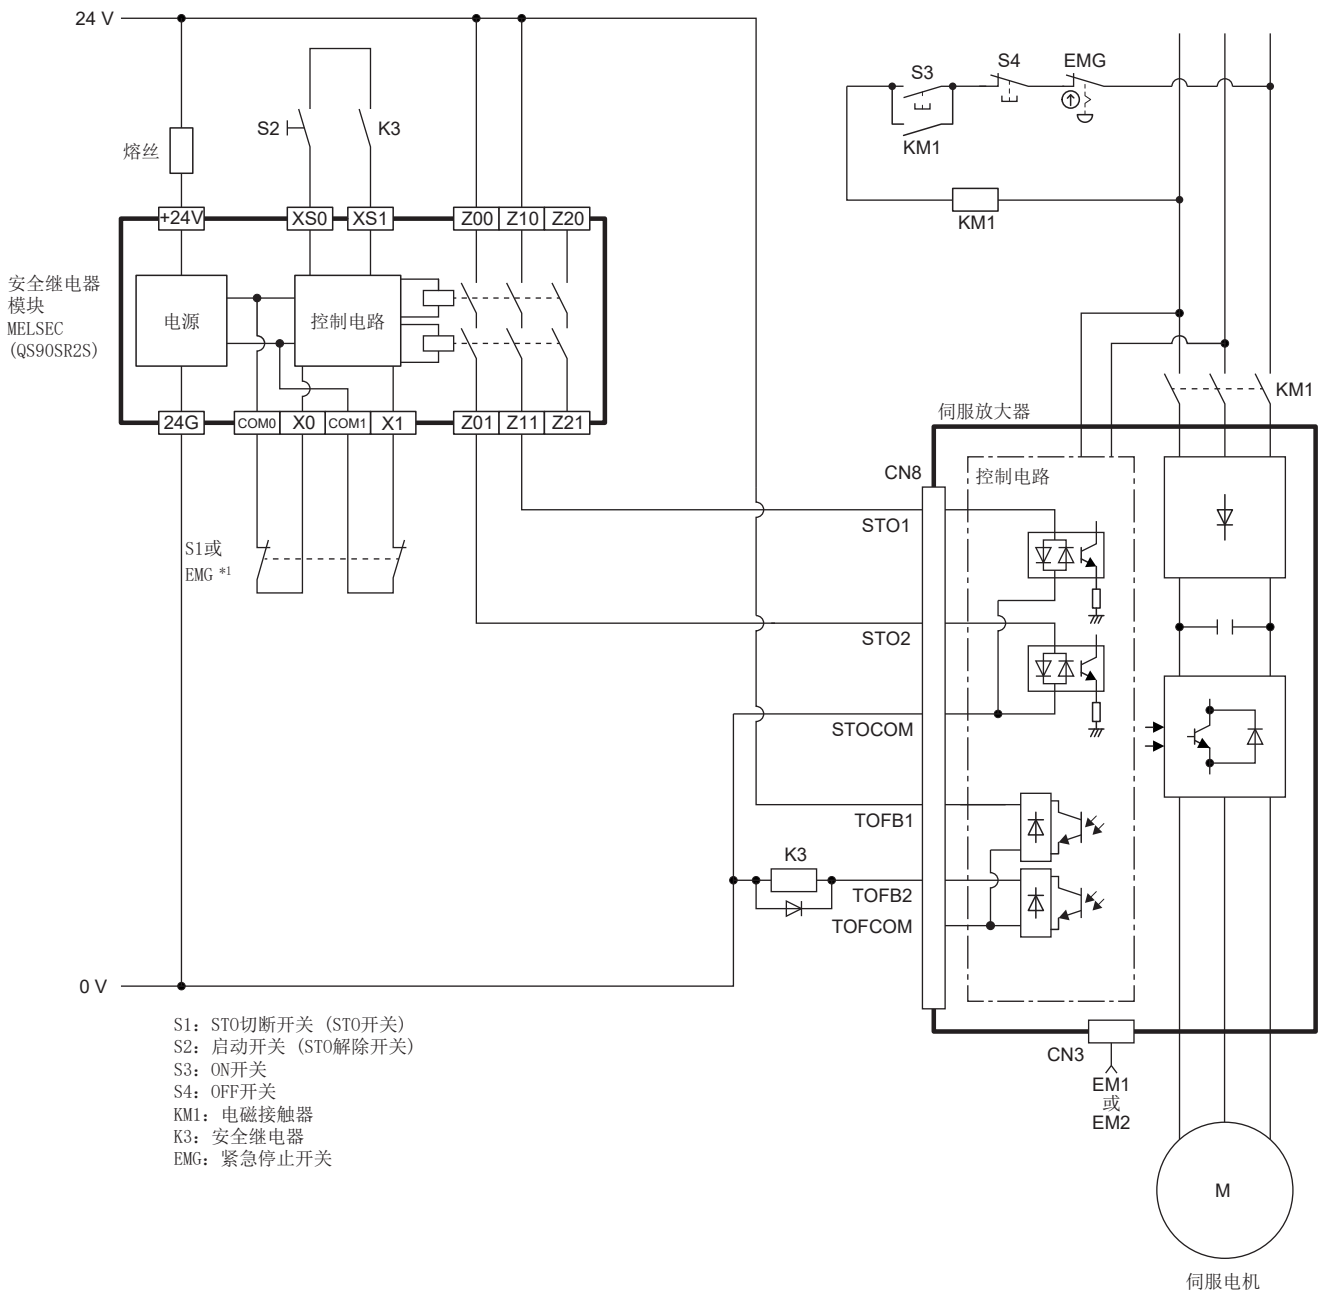 24 V
S3
S4
EMG
KM1
KM1
熔丝
S2
K3
+24V
XS0
XS1
Z00
Z10
Z20
安全继电器
模块
MELSEC
(QS90SR2S)
电源
控制电路
24G
COM0
X0
COM1
X1
Z01
Z11
Z21
KM1
伺服放大器
CN8
控制电路
STO1
S1或
EMG *1
STO2
STOCOM
TOFB1
K3
TOFB2
TOFCOM
0 V
S1：STO切断开关（STO开关）
S2：启动开关（STO解除开关）
S3：ON开关
S4：OFF开关
KM1：电磁接触器
K3：安全继电器
EMG：紧急停止开关
CN3
EM1
或
EM2
M
伺服电机